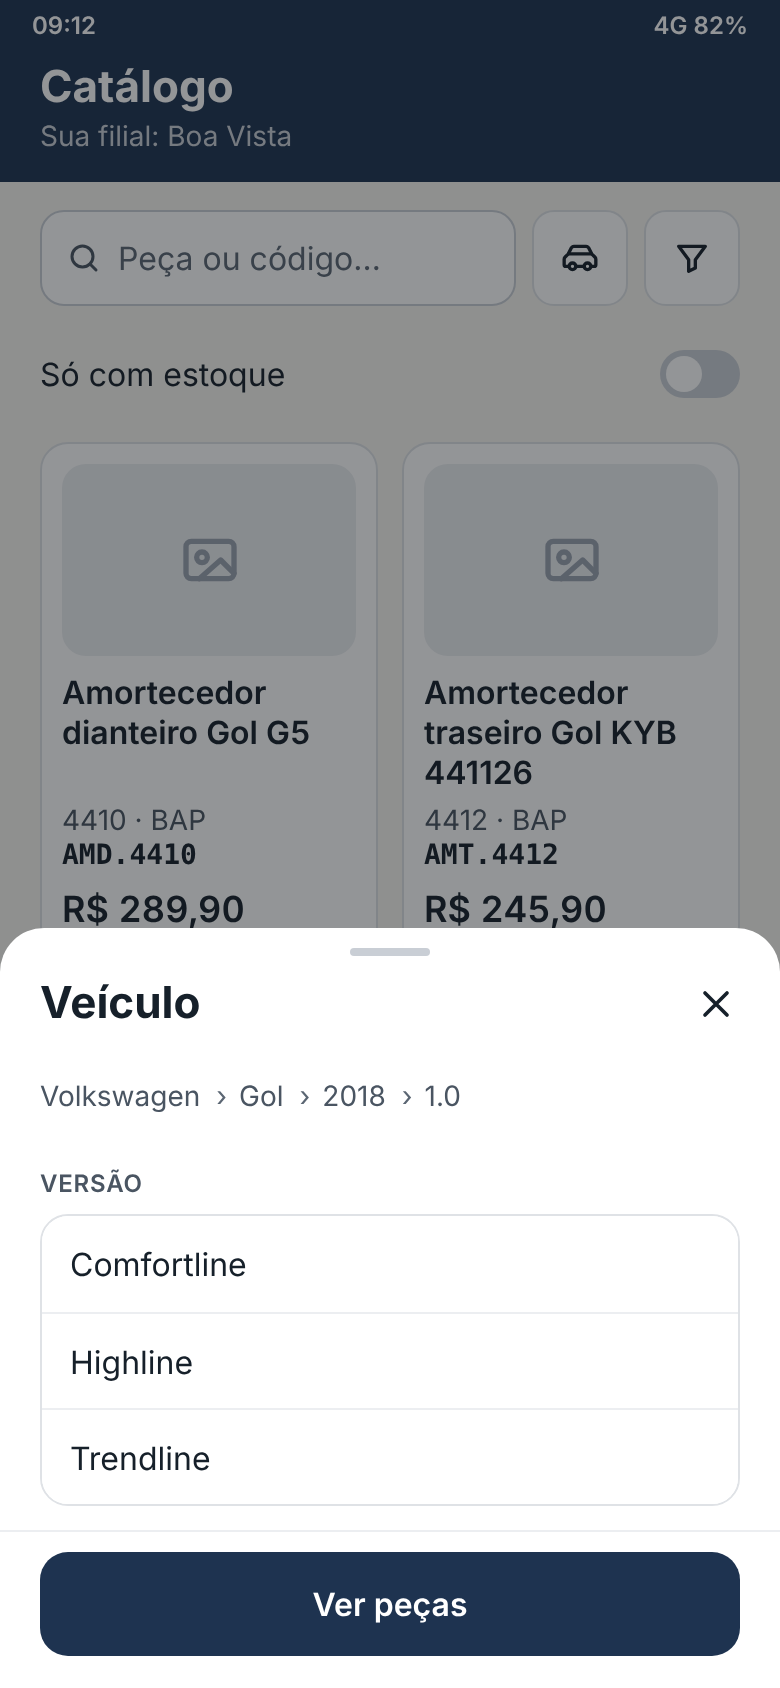 09:12
4G 82%
Catálogo
Sua filial: Boa Vista
Peça ou código...
Só com estoque
Amortecedor
dianteiro Gol G5
4410 · BAP
AMD.4410
R$ 289,90
Amortecedor
traseiro Gol KYB
441126
4412 · BAP
AMT.4412
R$ 245,90
Veículo
Volkswagen › Gol › 2018 › 1.0
VERSÃO
Comfortline
Highline
Trendline
Ver peças